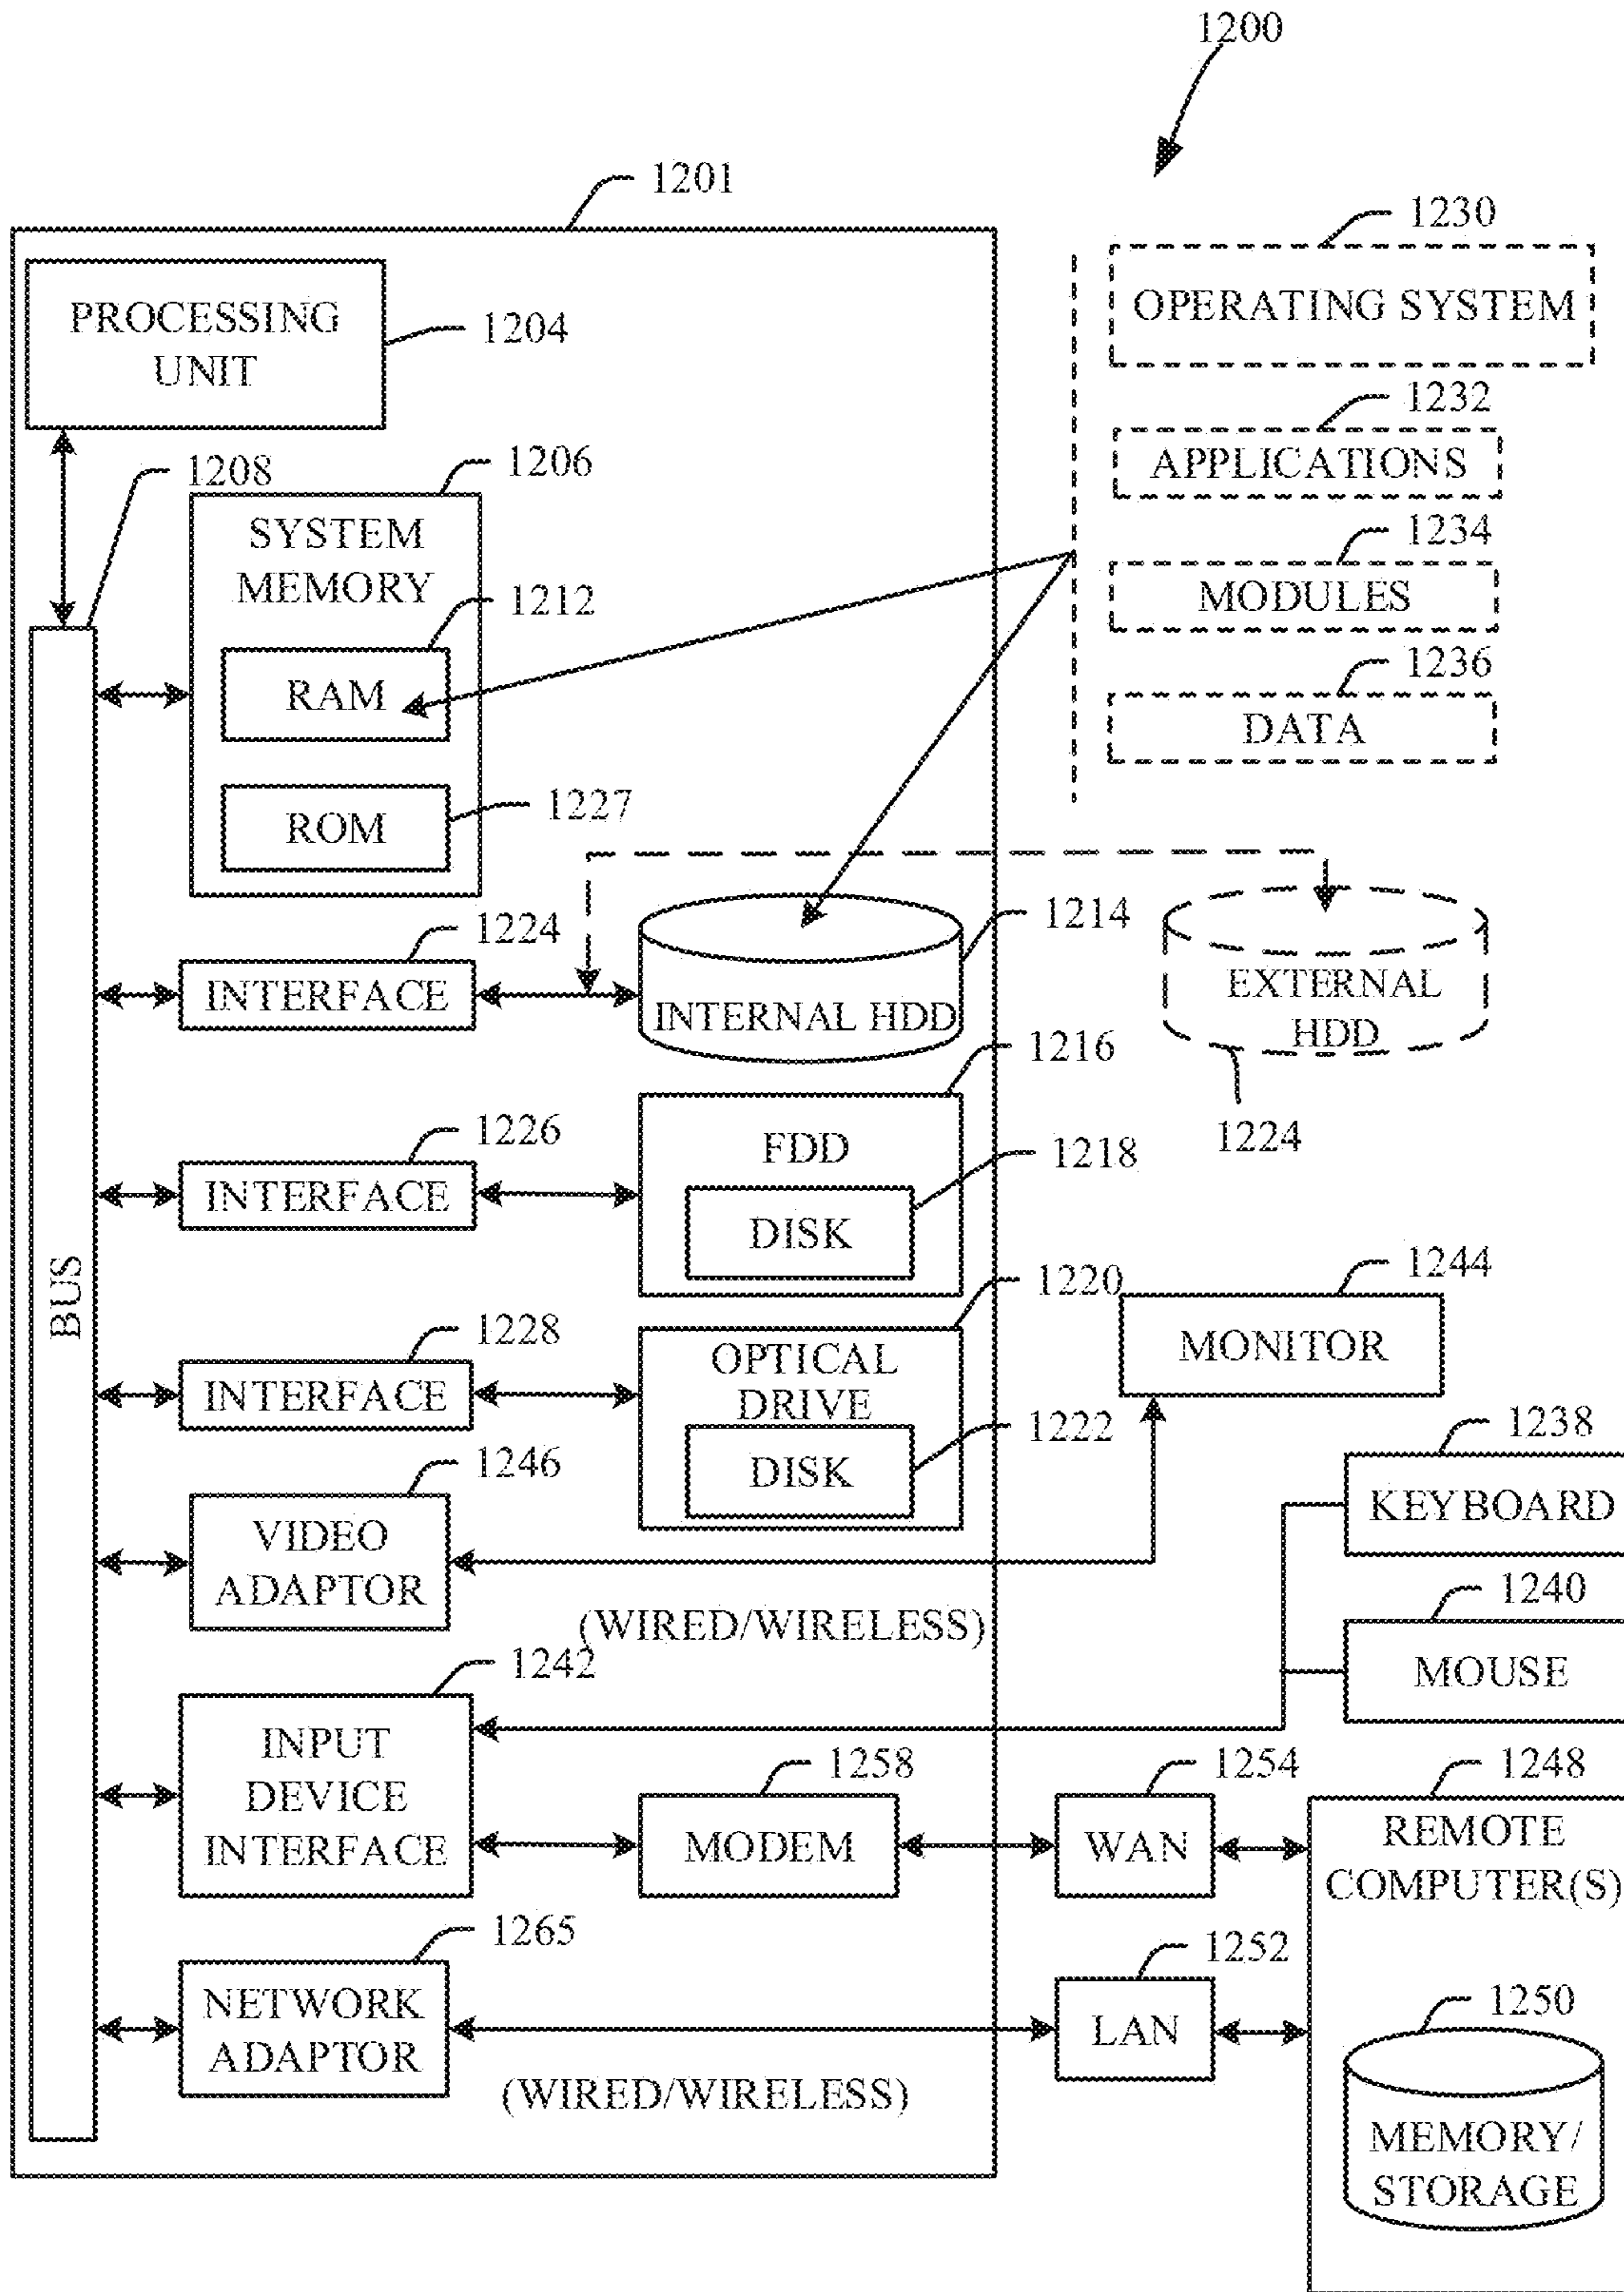 1200
1201
1230
OPERATING SYSTEM
PROCESSING
UNIT
1204
1232
APPLICATIONS
1208
1206
SYSTEM
MEMORY
1234
MODULES
1212
RAM
1236
DATA
1227
ROM
1224
INTERFACE
1214
INTERNAL HDD
EXTERNAL
HDD
1224
1216
FDD
1226
INTERFACE
1218
DISK
BUS
1220
1244
MONITOR
1228
INTERFACE
OPTICAL
DRIVE
1222
DISK
1238
KEYBOARD
1246
VIDEO
ADAPTOR
(WIRED/WIRELESS)
1240
MOUSE
1242
INPUT
DEVICE
INTERFACE
1258
MODEM
1254
WAN
1248
REMOTE
COMPUTER(S)
1265
NETWORK
ADAPTOR
1252
LAN
(WIRED/WIRELESS)
1250
MEMORY/
STORAGE